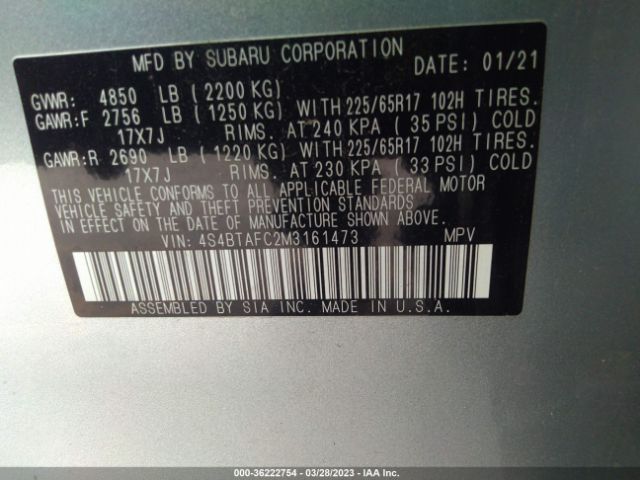 MFD BY SUBARU CORPORATION DATE: 01/21
GVWR: 4850 LB (2200 KG)
GAWR:F 2756 LB (1250 KG) WITH 225/65R17 102H TIRES.
17X7J RIMS. AT 240 KPA (35 PSI) COLD
GAWR:R 2690 LB (1220 KG) WITH 225/65R17 102H TIRES.
17X7J RIMS. AT 230 KPA (33 PSI) COLD
THIS VEHICLE CONFORMS TO ALL APPLICABLE FEDERAL MOTOR
VEHICLE SAFETY AND THEFT PREVENTION STANDARDS
IN EFFECT ON THE DATE OF MANUFACTURE SHOWN ABOVE.
VIN: 4S4BTAFC2M3161473 MPV
ASSEMBLED BY SIA INC. MADE IN U.S.A.
000-36222754 | 03/28/2023 - IAA Inc.